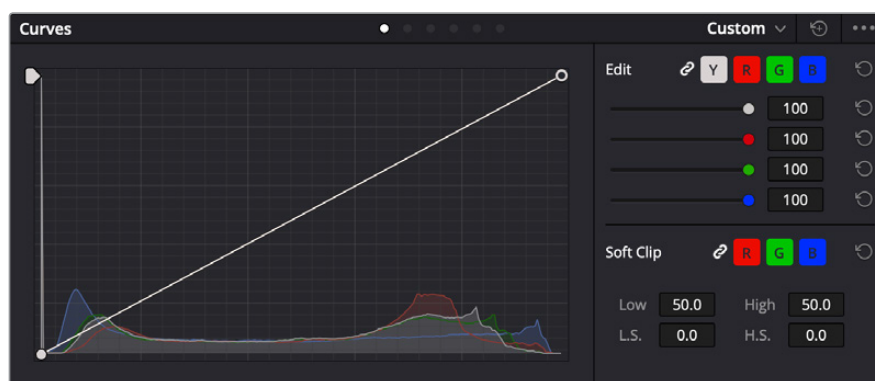 Curves
Custom
Edit
Y
R
G
B
100
100
100
100
Soft Clip
R
G
B
Low 50.0 High 50.0
L.S. 0.0 H.S. 0.0